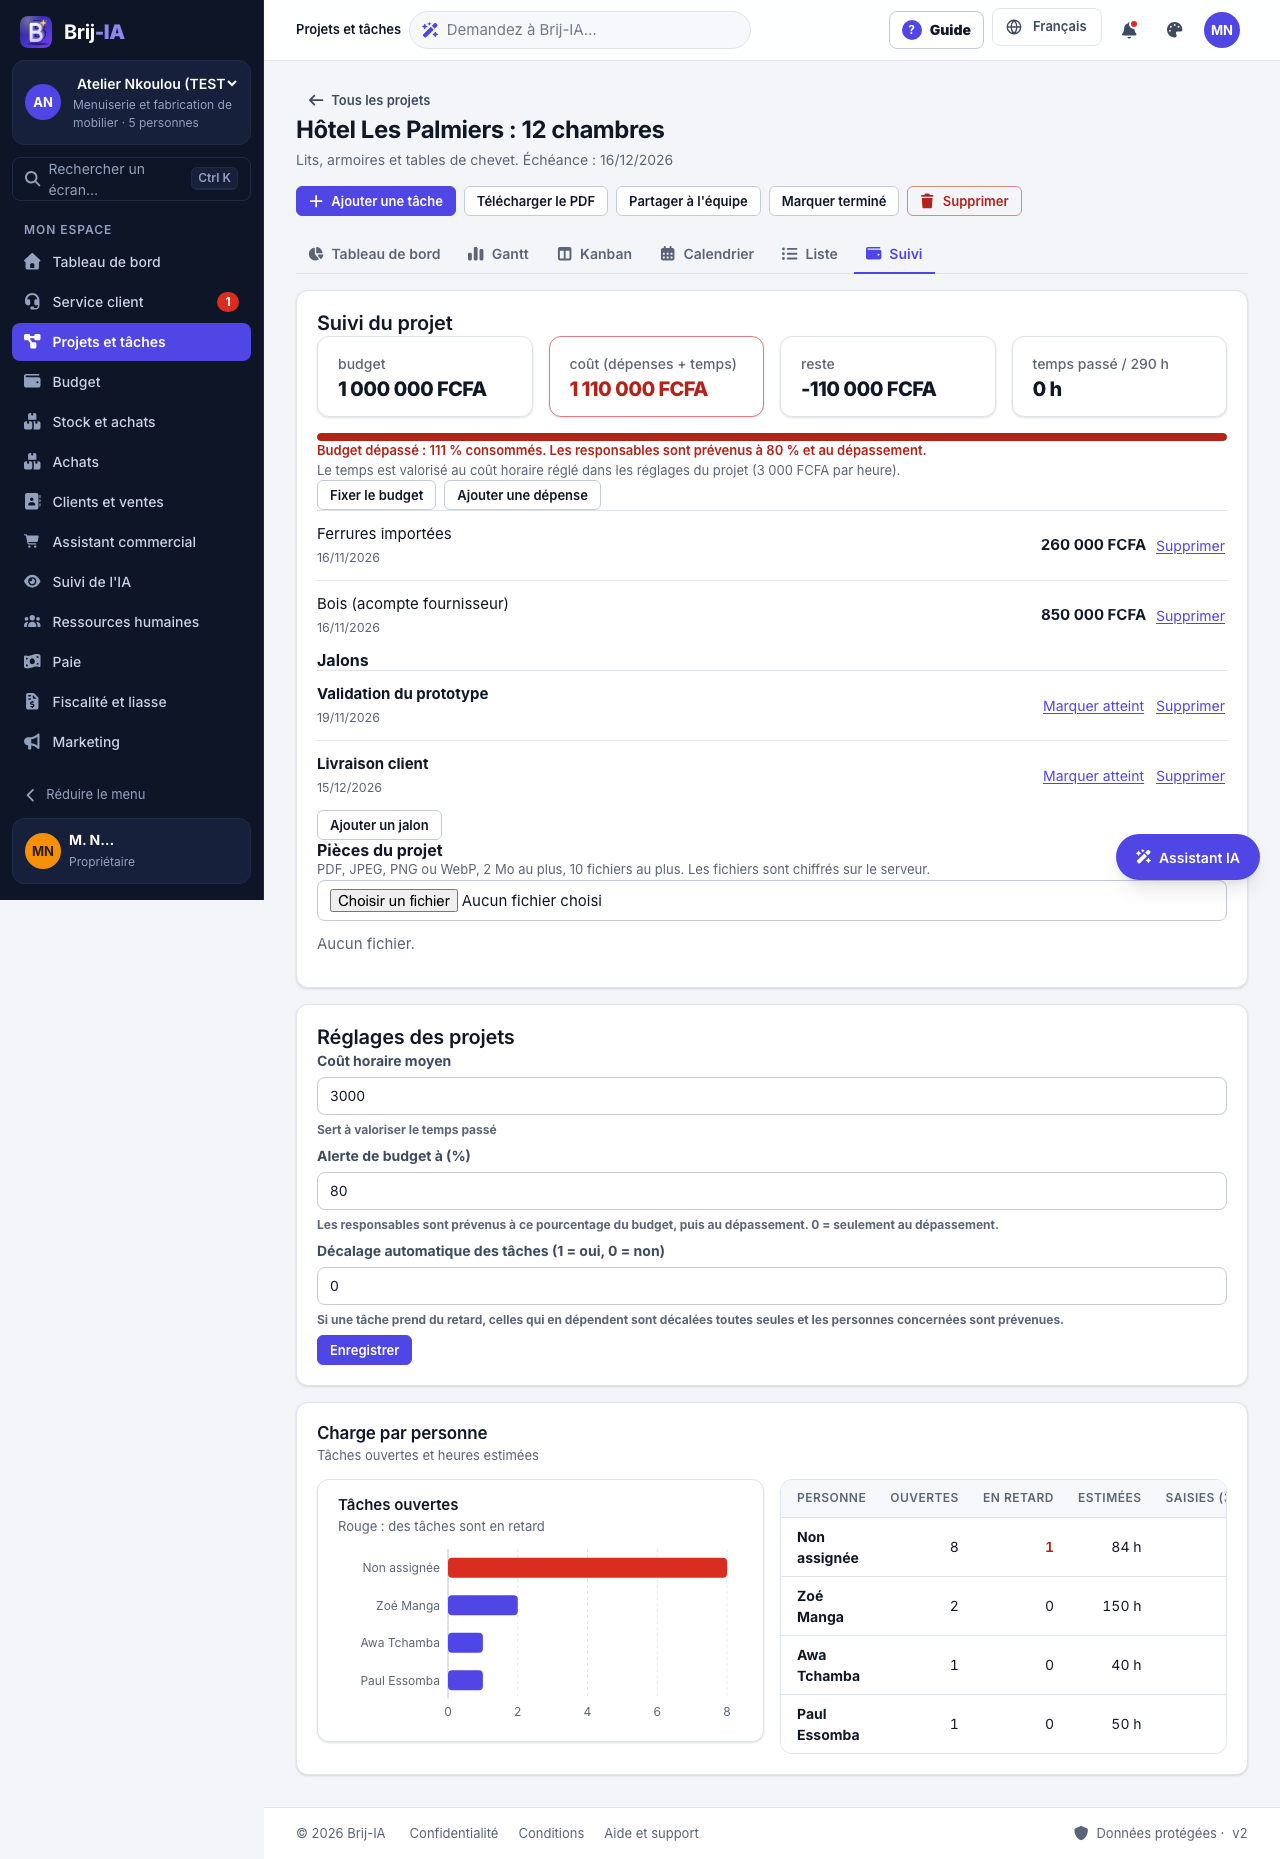 Brij-IA
AN
Atelier Nkoulou (TEST
Menuiserie et fabrication de
mobilier · 5 personnes
Rechercher un
écran...
Ctrl K
MON ESPACE
Tableau de bord
Service client
1
Projets et tâches
Budget
Stock et achats
Achats
Clients et ventes
Assistant commercial
Suivi de l'IA
Ressources humaines
Paie
Fiscalité et liasse
Marketing
Réduire le menu
MN
M. N...
Propriétaire
Projets et tâches
Demandez à Brij-IA...
?
Guide
Français
MN
Tous les projets
Hôtel Les Palmiers : 12 chambres
Lits, armoires et tables de chevet. Échéance : 16/12/2026
Ajouter une tâche
Télécharger le PDF
Partager à l'équipe
Marquer terminé
Supprimer
Tableau de bord
Gantt
Kanban
Calendrier
Liste
Suivi
Suivi du projet
budget
1 000 000 FCFA
coût (dépenses + temps)
1 110 000 FCFA
reste
-110 000 FCFA
temps passé / 290 h
0 h
Budget dépassé : 111 % consommés. Les responsables sont prévenus à 80 % et au dépassement.
Le temps est valorisé au coût horaire réglé dans les réglages du projet (3 000 FCFA par heure).
Fixer le budget
Ajouter une dépense
Ferrures importées
16/11/2026
260 000 FCFA
Supprimer
Bois (acompte fournisseur)
16/11/2026
850 000 FCFA
Supprimer
Jalons
Validation du prototype
19/11/2026
Marquer atteint
Supprimer
Livraison client
15/12/2026
Marquer atteint
Supprimer
Ajouter un jalon
Pièces du projet
PDF, JPEG, PNG ou WebP, 2 Mo au plus, 10 fichiers au plus. Les fichiers sont chiffrés sur le serveur.
Choisir un fichier
Aucun fichier choisi
Aucun fichier.
Assistant IA
Réglages des projets
Coût horaire moyen
3000
Sert à valoriser le temps passé
Alerte de budget à (%)
80
Les responsables sont prévenus à ce pourcentage du budget, puis au dépassement. 0 = seulement au dépassement.
Décalage automatique des tâches (1 = oui, 0 = non)
0
Si une tâche prend du retard, celles qui en dépendent sont décalées toutes seules et les personnes concernées sont prévenues.
Enregistrer
Charge par personne
Tâches ouvertes et heures estimées
Tâches ouvertes
Rouge : des tâches sont en retard
Non assignée
Zoé Manga
Awa Tchamba
Paul Essomba
0 2 4 6 8
PERSONNE OUVERTES EN RETARD ESTIMÉES SAISIES (
Non
assignée
8 1 84 h
Zoé
Manga
2 0 150 h
Awa
Tchamba
1 0 40 h
Paul
Essomba
1 0 50 h
© 2026 Brij-IA
Confidentialité
Conditions
Aide et support
Données protégées · v2